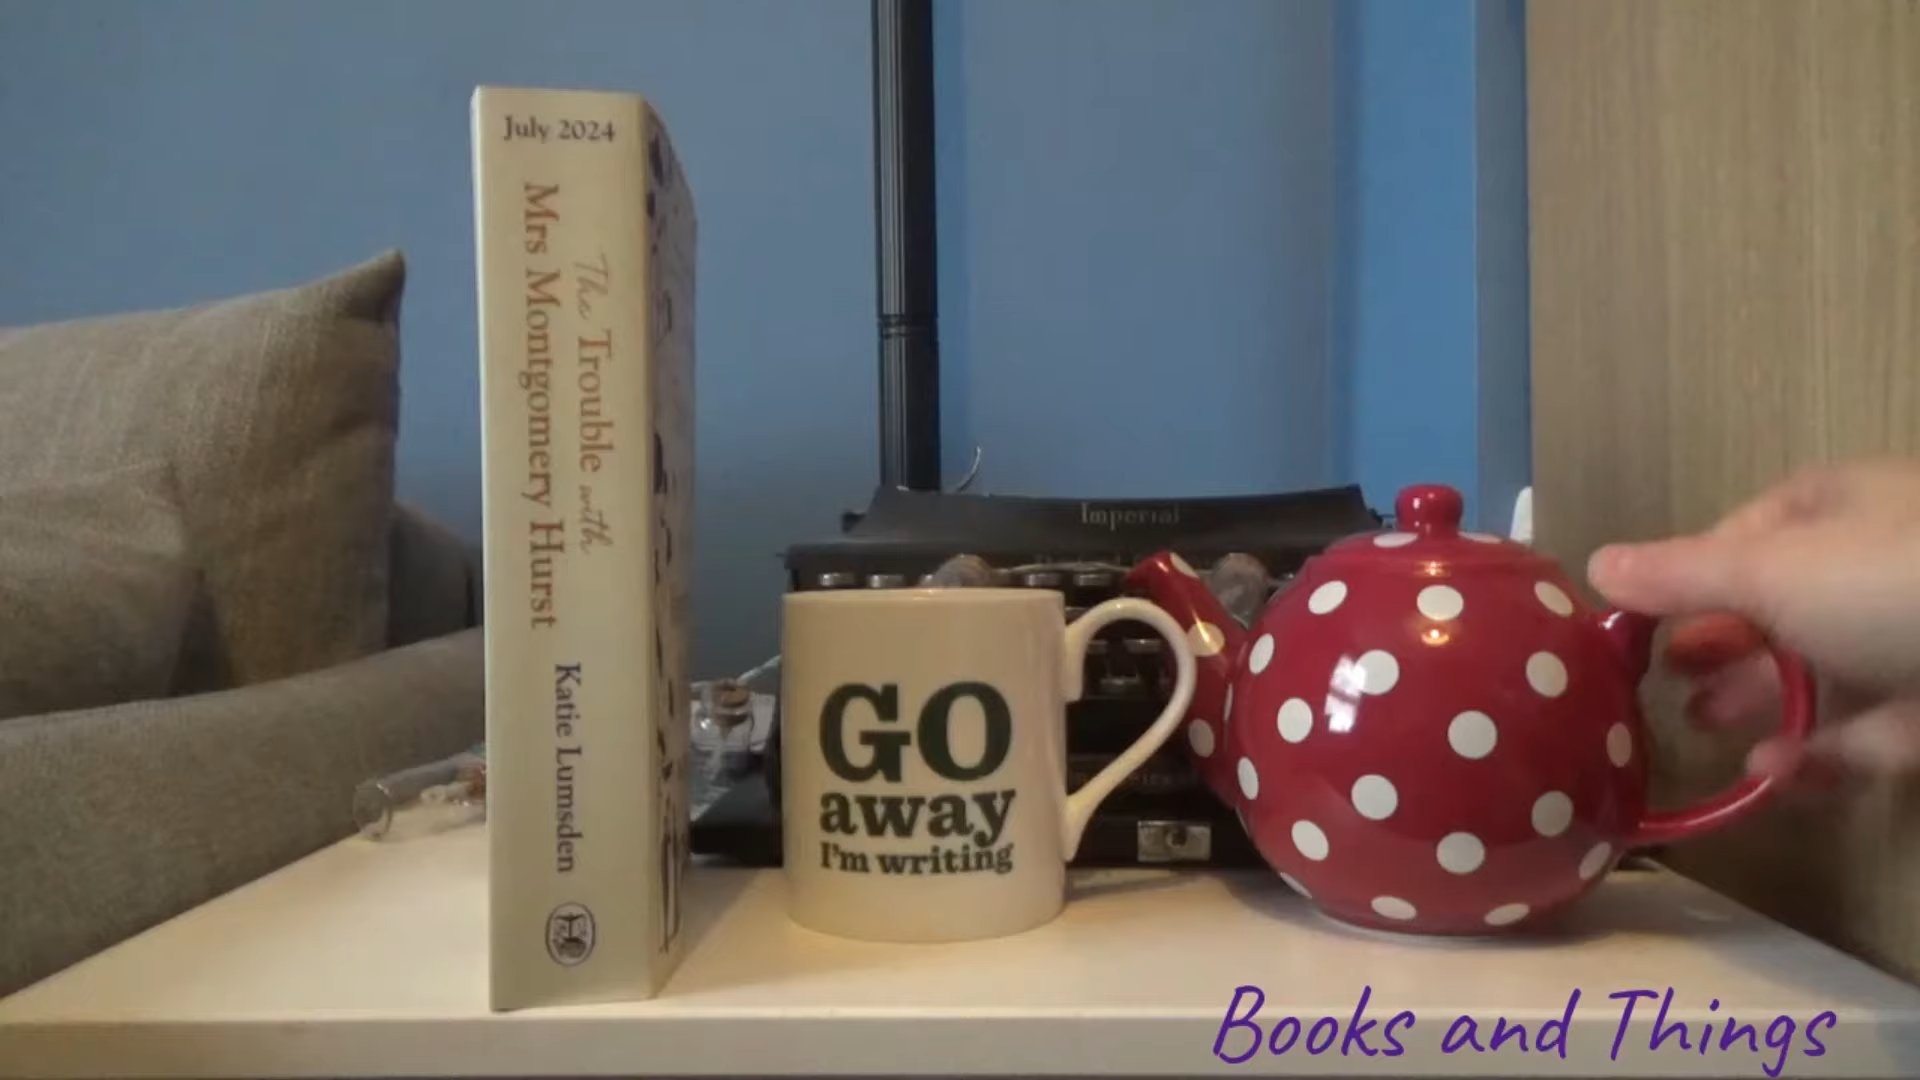 July 2024
The Trouble with
Mrs Montgomery Hurst
Katie Lumsden
Imperial
GO
away
I'm writing
Books and Things